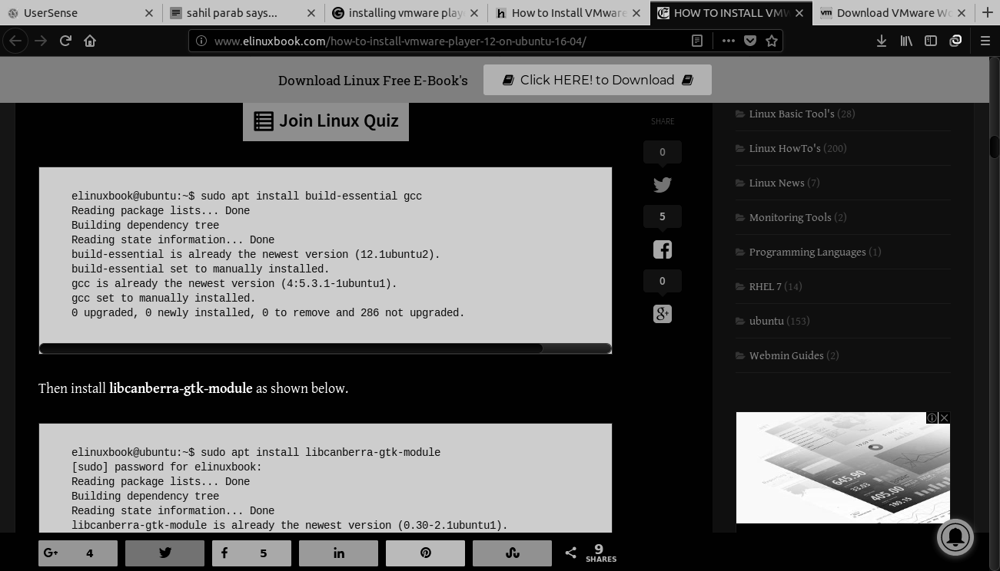 UserSense
sahil parab says...
installing vmware play
How to Install VMware
HOW TO INSTALL VM
Download VMware Wo
www.elinuxbook.com/how-to-install-vmware-player-12-on-ubuntu-16-04/
Download Linux Free E-Book's
Click HERE! to Download
Join Linux Quiz
elinuxbook@ubuntu:~$ sudo apt install build-essential gcc
Reading package lists... Done
Building dependency tree
Reading state information... Done
build-essential is already the newest version (12.1ubuntu2).
build-essential set to manually installed.
gcc is already the newest version (4:5.3.1-1ubuntu1).
gcc set to manually installed.
0 upgraded, 0 newly installed, 0 to remove and 286 not upgraded.
Then install libcanberra-gtk-module as shown below.
elinuxbook@ubuntu:~$ sudo apt install libcanberra-gtk-module
[sudo] password for elinuxbook:
Reading package lists... Done
Building dependency tree
Reading state information... Done
libcanberra-gtk-module is already the newest version (0.30-2.1ubuntu1).
SHARE
0
5
0
Linux Basic Tool's (28)
Linux HowTo's (200)
Linux News (7)
Monitoring Tools (2)
Programming Languages (1)
RHEL 7 (14)
ubuntu (153)
Webmin Guides (2)
645.90
33.03
405.00
189.15
G+ 4
5
9
SHARES